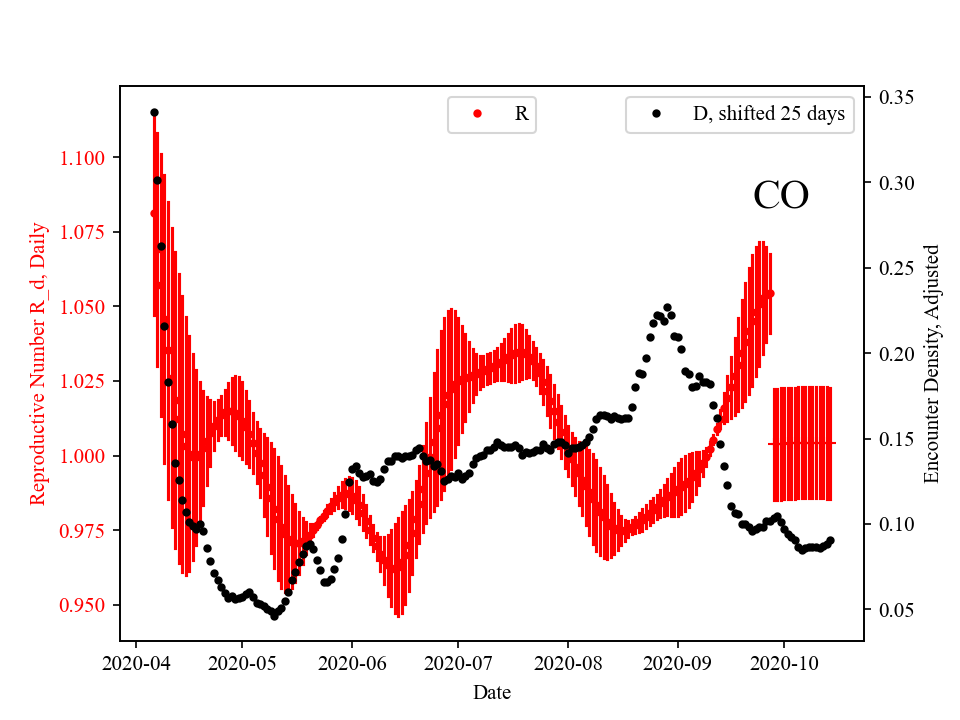 R
D, shifted 25 days
CO
Reproductive Number R_d, Daily
1.100
1.075
1.050
1.025
1.000
0.975
0.950
0.35
0.30
0.25
0.20
0.15
0.10
0.05
Encounter Density, Adjusted
2020-04 2020-05 2020-06 2020-07 2020-08 2020-09 2020-10
Date